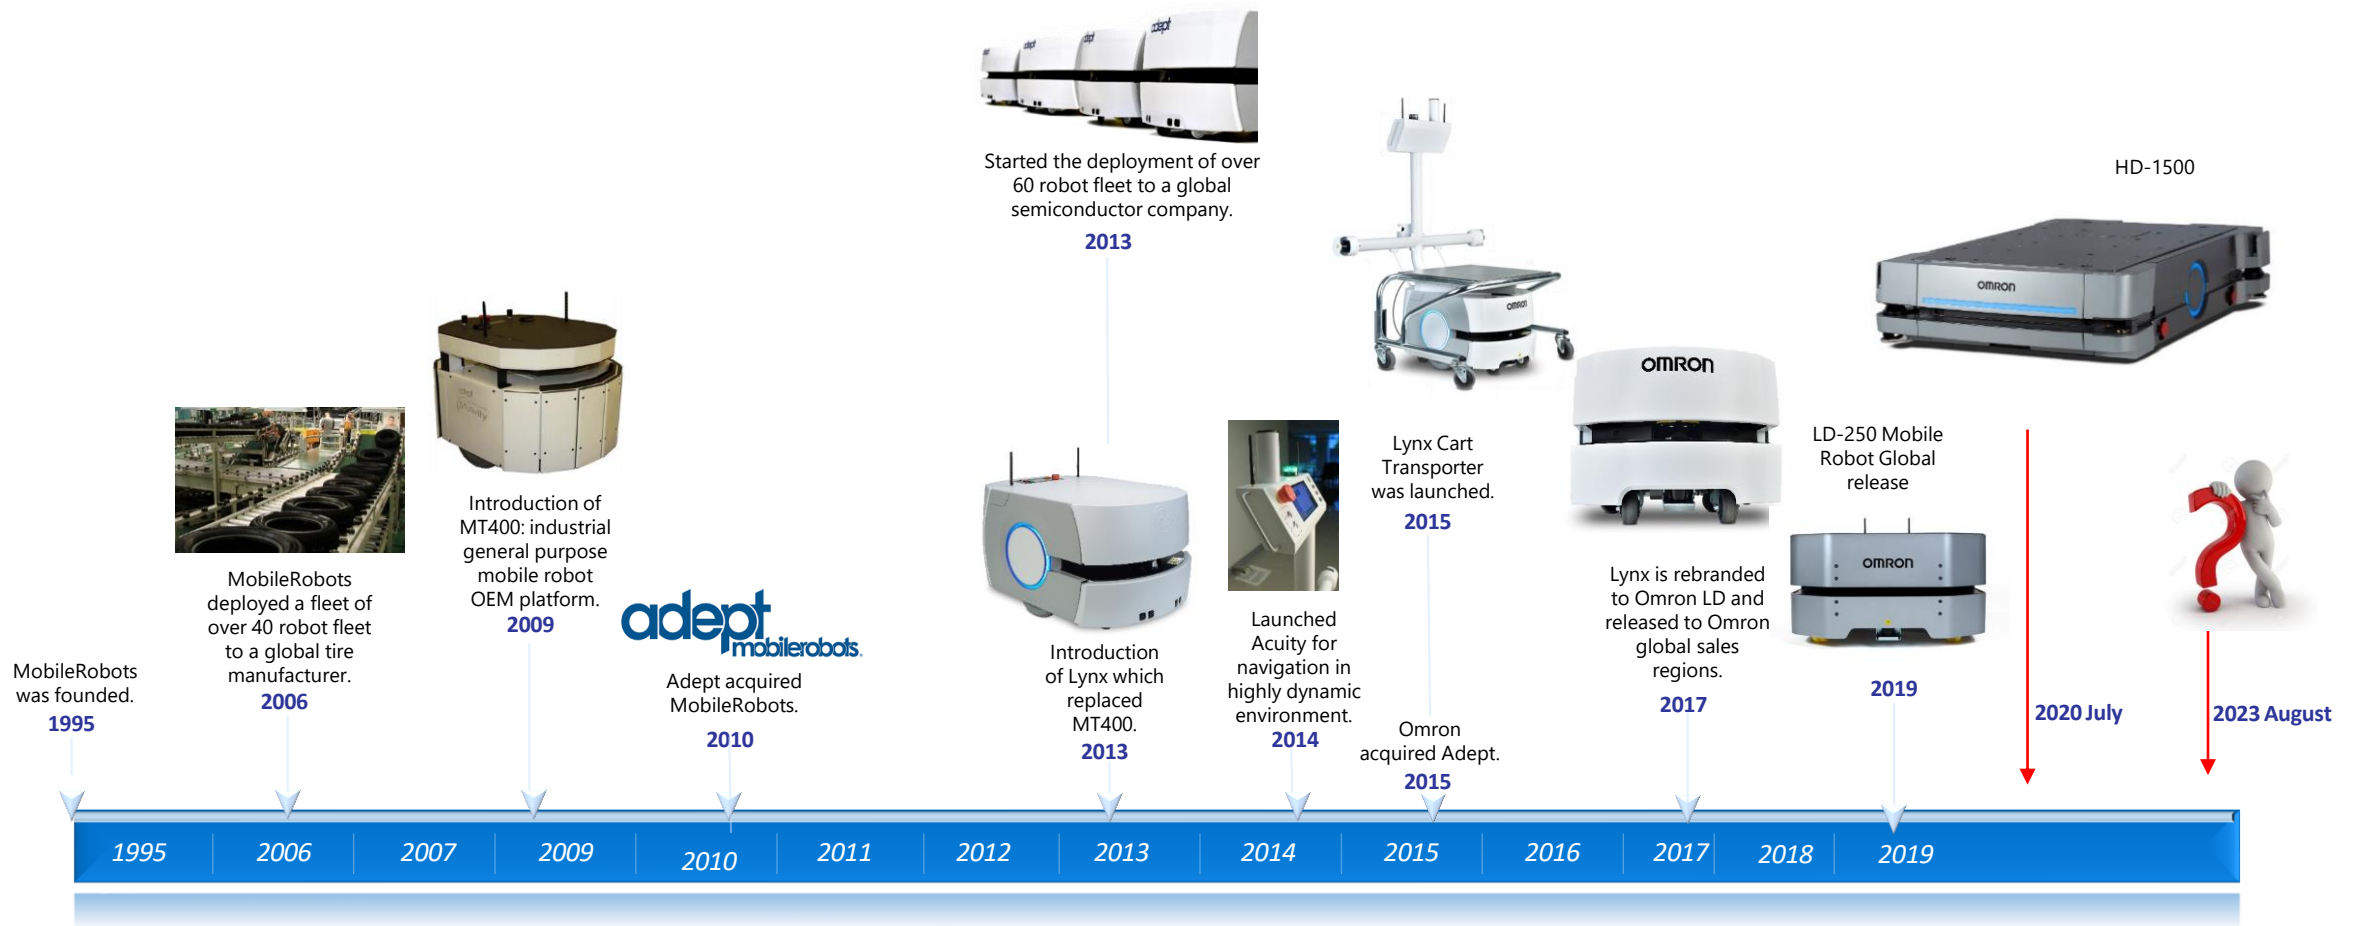 MobileRobots
was founded.
1995
MobileRobots
deployed a fleet of
over 40 robot fleet
to a global tire
manufacturer.
2006
Introduction of
MT400: industrial
general purpose
mobile robot
OEM platform.
2009
adept
mobilerobots.
Adept acquired
MobileRobots.
2010
adept
adept
adept
adept
Started the deployment of over
60 robot fleet to a global
semiconductor company.
2013
Introduction
of Lynx which
replaced
MT400.
2013
Launched
Acuity for
navigation in
highly dynamic
environment.
2014
OMRON
Lynx Cart
Transporter
was launched.
2015
Omron
acquired Adept.
2015
OMRON
Lynx is rebranded
to Omron LD and
released to Omron
global sales
regions.
2017
LD-250 Mobile
Robot Global
release
OMRON
2019
HD-1500
OMRON
2020 July
?
2023 August
1995
2006
2007
2009
2010
2011
2012
2013
2014
2015
2016
2017
2018
2019